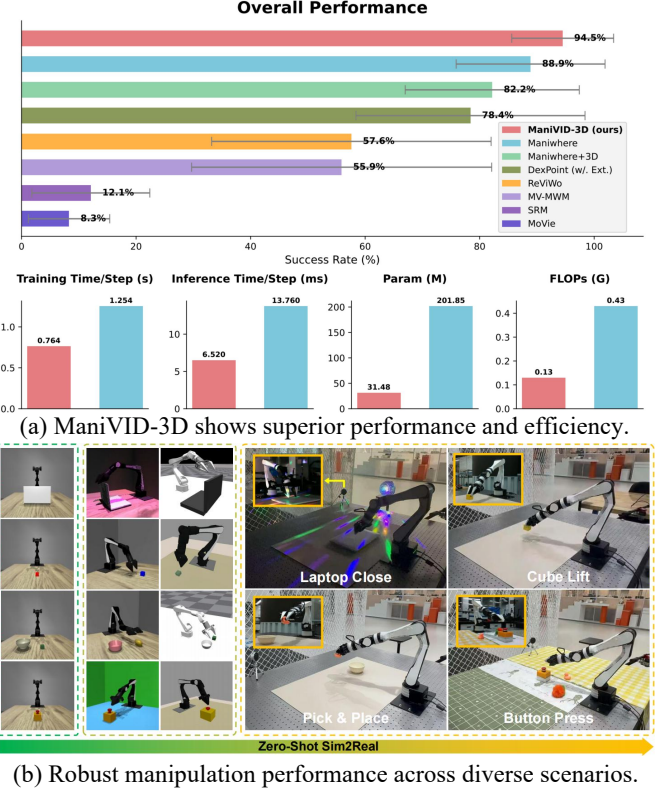 Overall Performance
94.5%
88.9%
82.2%
78.4%
57.6%
55.9%
12.1%
8.3%
ManiVID-3D (ours)
Maniwhere
Maniwhere+3D
DexPoint (w/. Ext.)
ReViWo
MV-MWM
SRM
MoVie
0 20 40 60 80 100
Success Rate (%)
Training Time/Step (s)
1.254
1.0
0.764
0.5
0.0
Inference Time/Step (ms)
13.760
10
6.520
5
0
Param (M)
201.85
200
150
100
50
31.48
0
FLOPs (G)
0.43
0.4
0.3
0.2
0.13
0.1
0.0
(a) ManiVID-3D shows superior performance and efficiency.
Laptop Close
Cube Lift
Pick & Place
Button Press
Zero-Shot Sim2Real
(b) Robust manipulation performance across diverse scenarios.